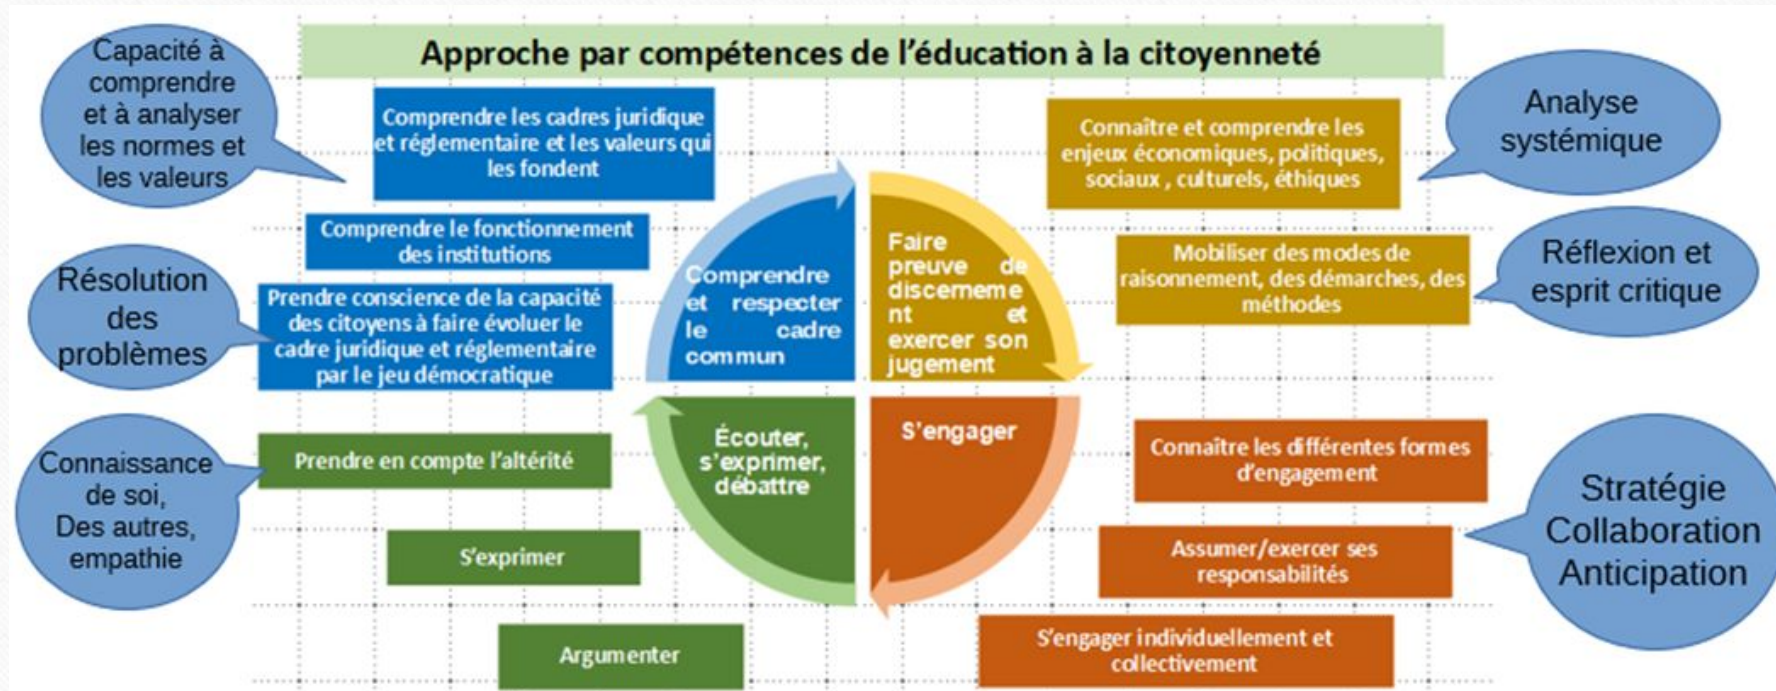 Approche par compétences de l'éducation à la citoyenneté
Capacité à
comprendre
et à analyser
les normes et
les valeurs
Comprendre les cadres juridique
et réglementaire et les valeurs qui
les fondent
Comprendre le fonctionnement
des institutions
Résolution
des
problèmes
Prendre conscience de la capacité
des citoyens à faire évoluer le
cadre juridique et réglementaire
par le jeu démocratique
Comprendre
et respecter
le cadre
commun
Faire
preuve de
discerneme
nt et
exercer son
jugement
Connaître et comprendre les
enjeux économiques, politiques,
sociaux , culturels, éthiques
Analyse
systémique
Mobiliser des modes de
raisonnement, des démarches, des
méthodes
Réflexion et
esprit critique
Connaissance
de soi,
Des autres,
empathie
Prendre en compte l'altérité
S'exprimer
Argumenter
Écouter,
s'exprimer,
débattre
S'engager
Connaître les différentes formes
d'engagement
Assumer/exercer ses
responsabilités
S'engager individuellement et
collectivement
Stratégie
Collaboration
Anticipation